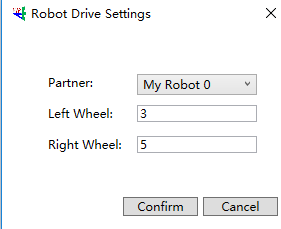 Robot Drive Settings
Partner: My Robot 0
Left Wheel: 3
Right Wheel: 5
Confirm Cancel